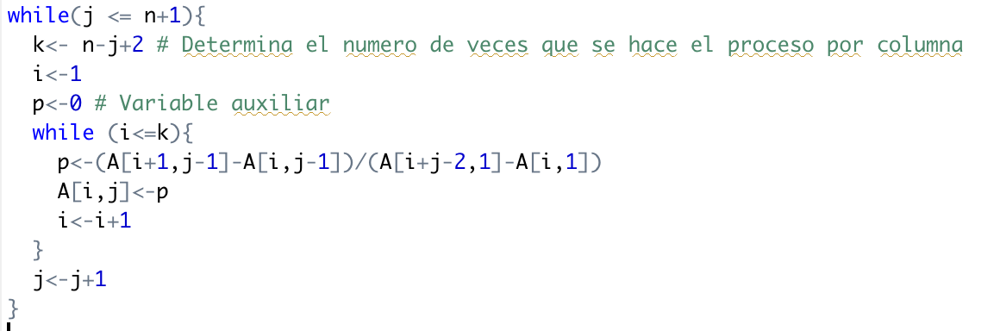 while(j <= n+1){
  k<- n-j+2 # Determina el numero de veces que se hace el proceso por columna
  i<-1
  p<-0 # Variable auxiliar
  while (i<=k){
    p<-(A[i+1,j-1]-A[i,j-1])/(A[i+j-2,1]-A[i,1])
    A[i,j]<-p
    i<-i+1
  }
  j<-j+1
}